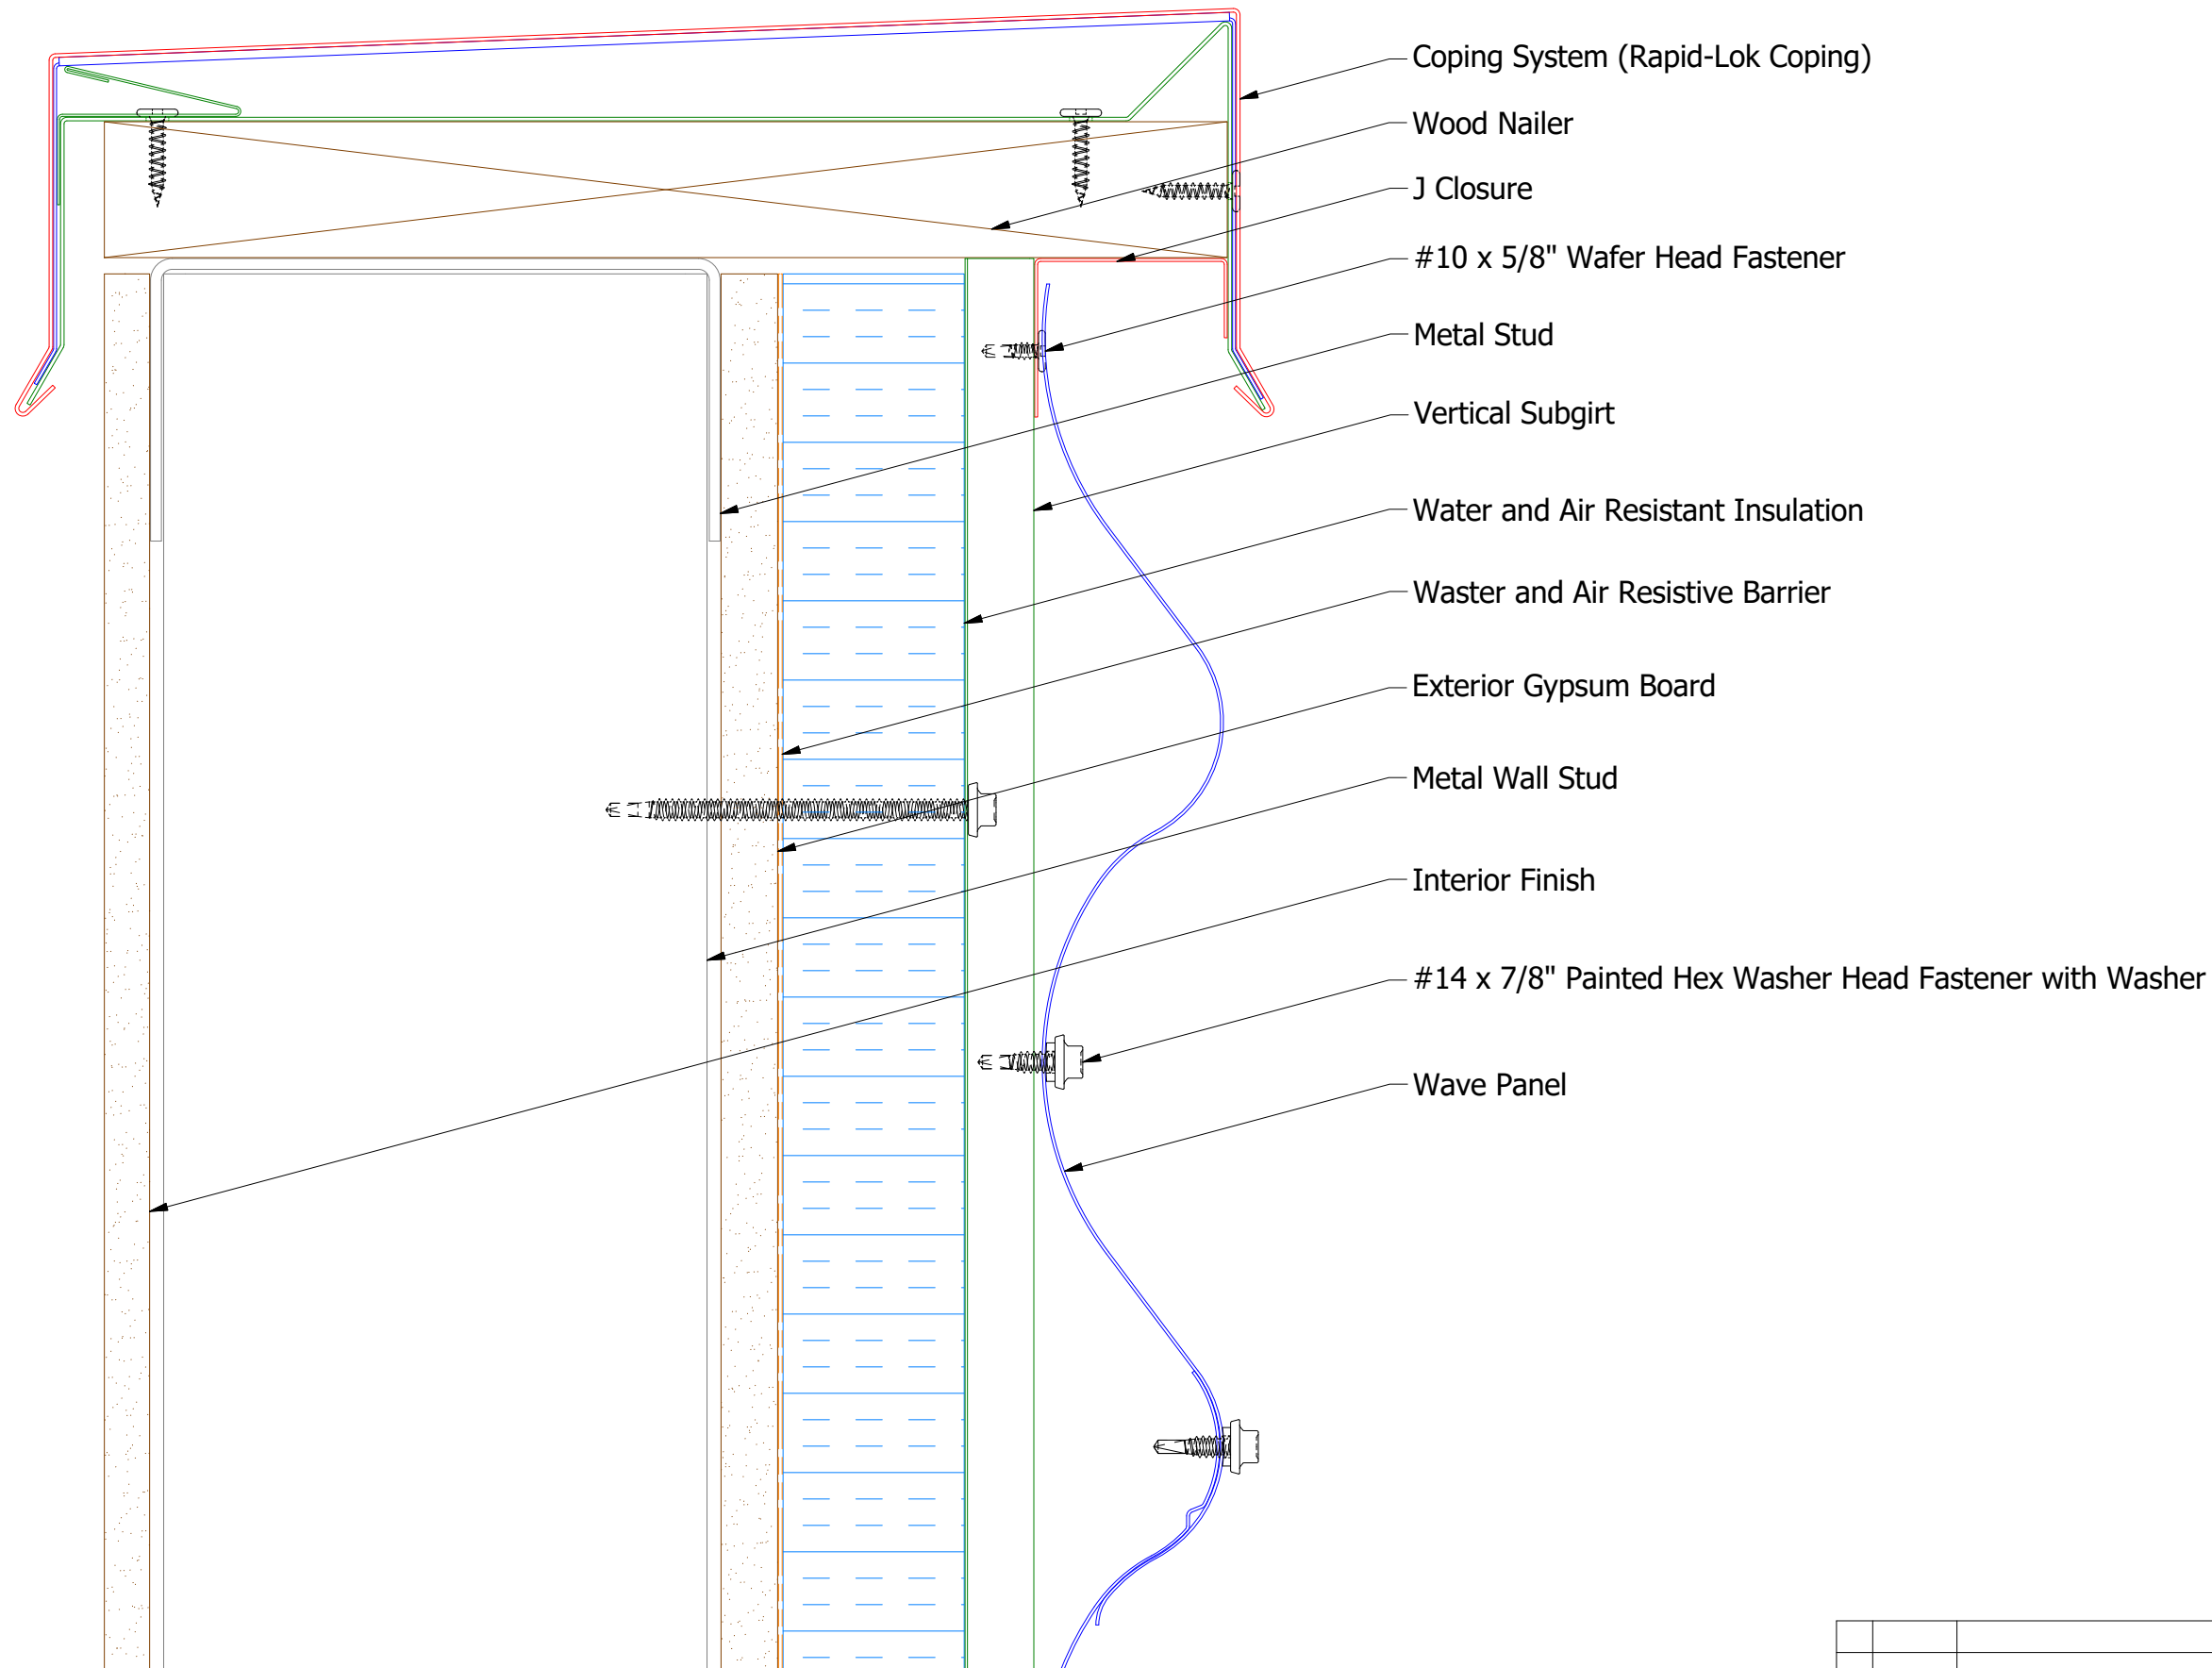 Coping System (Rapid-Lok Coping)
Wood Nailer
J Closure
#10 x 5/8" Wafer Head Fastener
Metal Stud
Vertical Subgirt
Water and Air Resistant Insulation
Waster and Air Resistive Barrier
Exterior Gypsum Board
Metal Wall Stud
Interior Finish
#14 x 7/8" Painted Hex Washer Head Fastener with Washer
Wave Panel